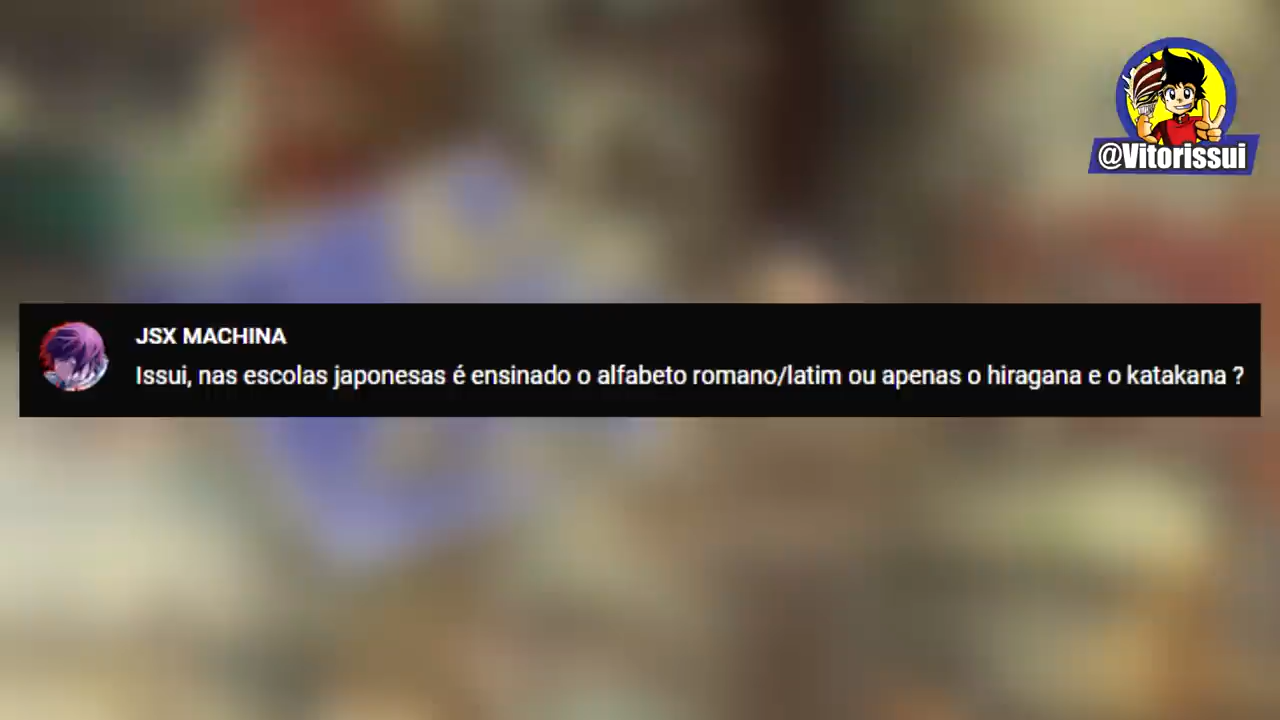 @Vitorissui
JSX MACHINA
Issui, nas escolas japonesas é ensinado o alfabeto romano/latim ou apenas o hiragana e o katakana ?